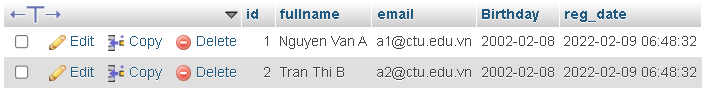 id fullname email Birthday reg_date
Edit Copy Delete 1 Nguyen Van A a1@ctu.edu.vn 2002-02-08 2022-02-09 06:48:32
Edit Copy Delete 2 Tran Thi B a2@ctu.edu.vn 2002-02-08 2022-02-09 06:48:32